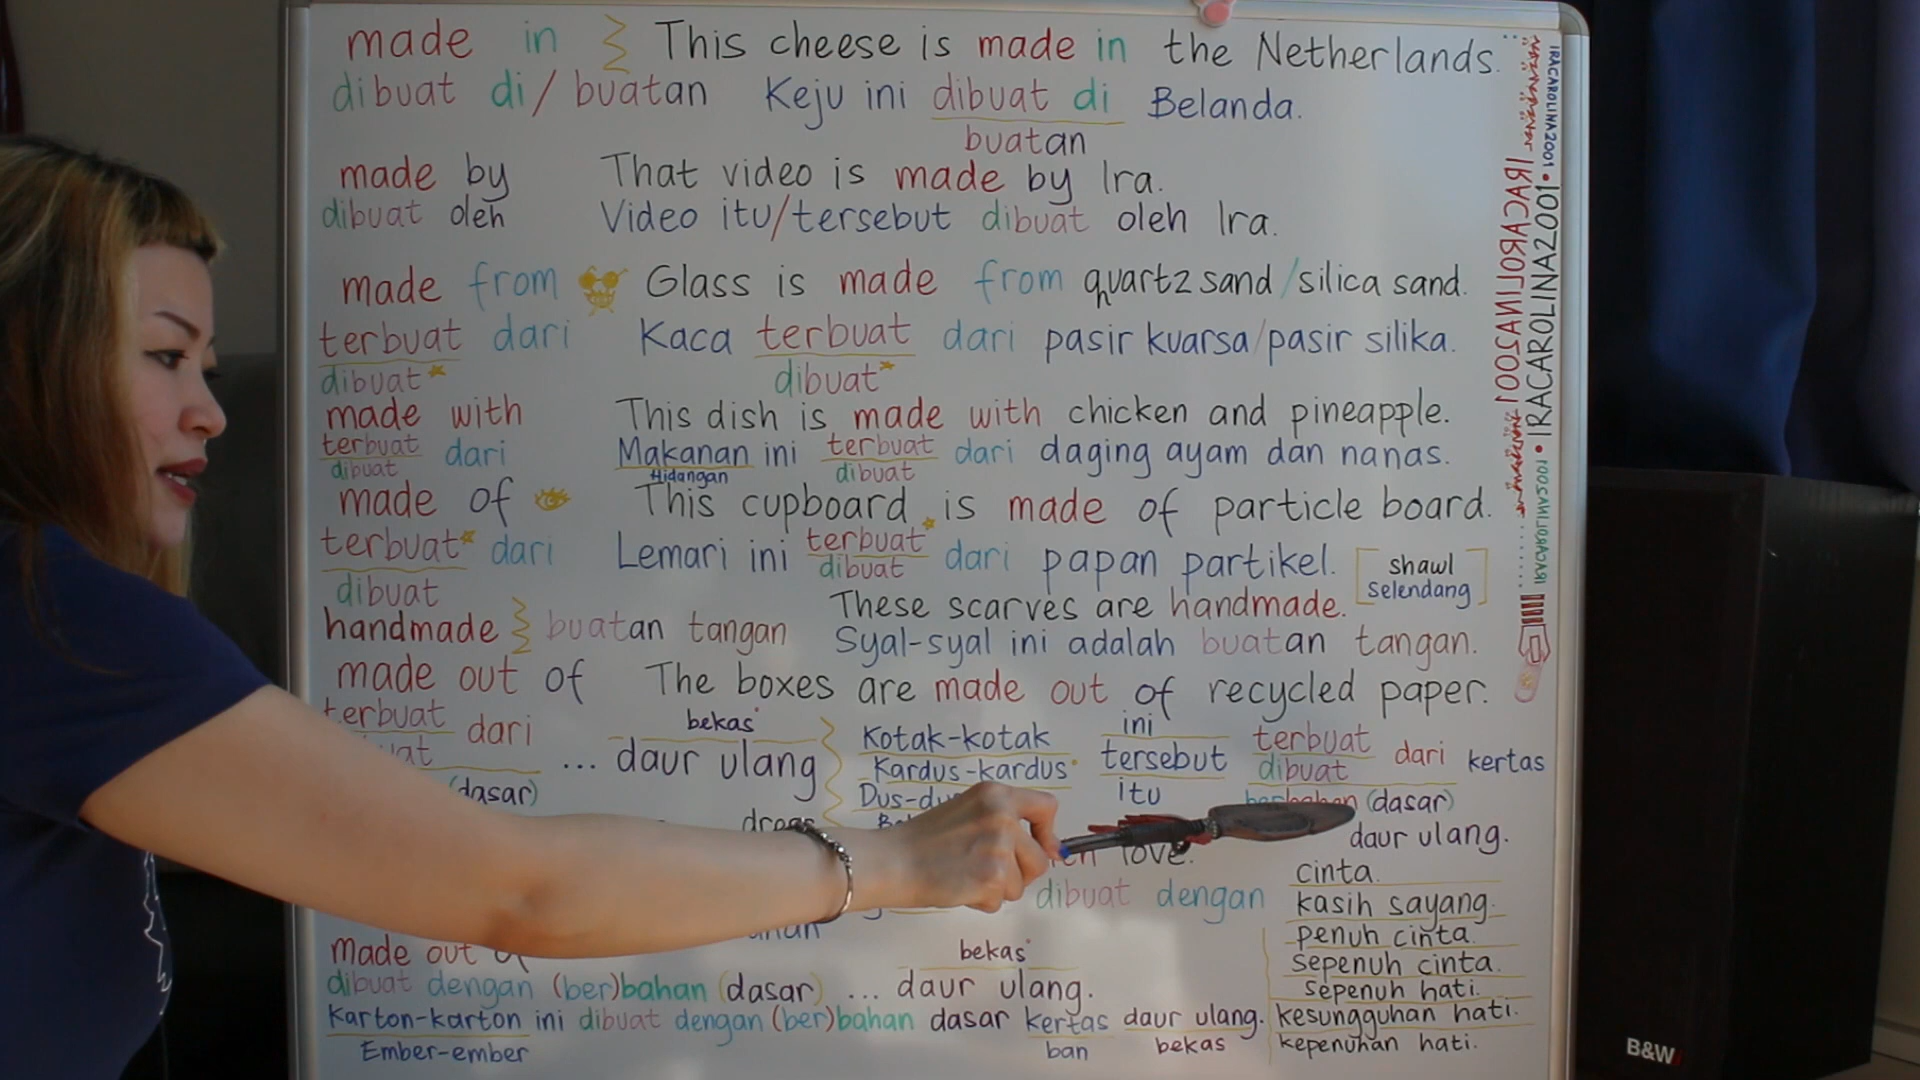 made in This cheese is made in the Netherlands.
dibuat di / buatan Keju ini dibuat di Belanda.
buatan
made by That video is made by Ira.
dibuat oleh Video itu/tersebut dibuat oleh Ira.
made from Glass is made from quartz sand / silica sand.
terbuat dari Kaca terbuat dari pasir kuarsa/pasir silika.
dibuat* dibuat*
made with This dish is made with chicken and pineapple.
terbuat dari Makanan ini terbuat dari daging ayam dan nanas.
dibuat Hidangan dibuat
made of This cupboard is made of particle board.
terbuat* dari Lemari ini terbuat* dari papan partikel.
dibuat dibuat
shawl
selendang
handmade buatan tangan These scarves are handmade.
Syal-syal ini adalah buatan tangan.
made out of The boxes are made out of recycled paper.
terbuat dari ... daur ulang
bekas
(dasar)
Kotak-kotak ini terbuat dari kertas
Kardus-kardus tersebut dibuat
itu (dasar)
daur ulang.
love.
dibuat dengan cinta.
kasih sayang.
penuh cinta.
sepenuh cinta.
sepenuh hati.
kesungguhan hati.
kepenuhan hati.
made out
bekas
dibuat dengan (ber)bahan (dasar) ... daur ulang.
Karton-karton ini dibuat dengan (ber)bahan dasar kertas daur ulang.
Ember-ember ban bekas
IRACAROLINA2001
IRACAROLINA2001
IRACAROLINA2001
IRACAROLINA2001
B&W